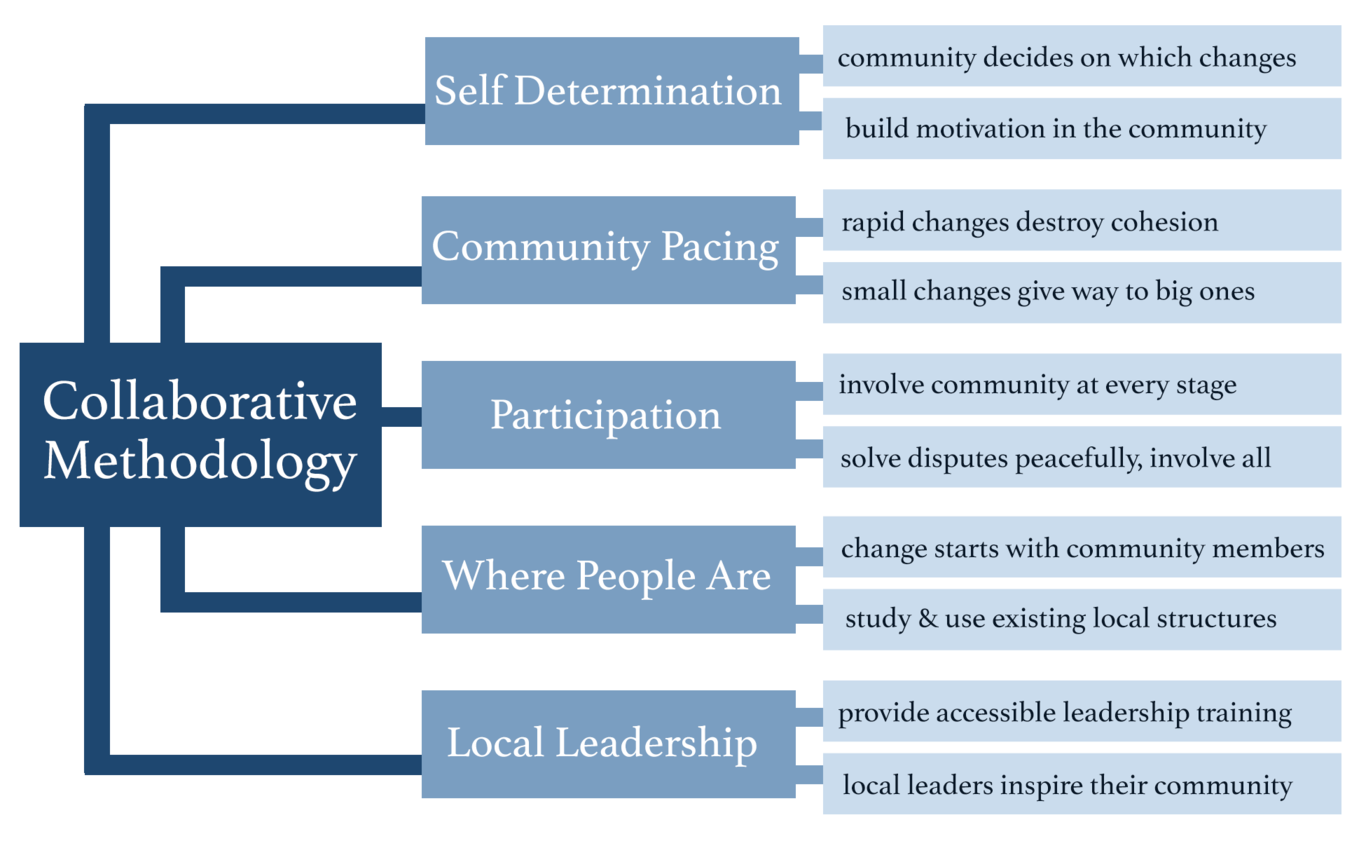 Collaborative
Methodology
Self Determination
community decides on which changes
build motivation in the community
Community Pacing
rapid changes destroy cohesion
small changes give way to big ones
Participation
involve community at every stage
solve disputes peacefully, involve all
Where People Are
change starts with community members
study & use existing local structures
Local Leadership
provide accessible leadership training
local leaders inspire their community